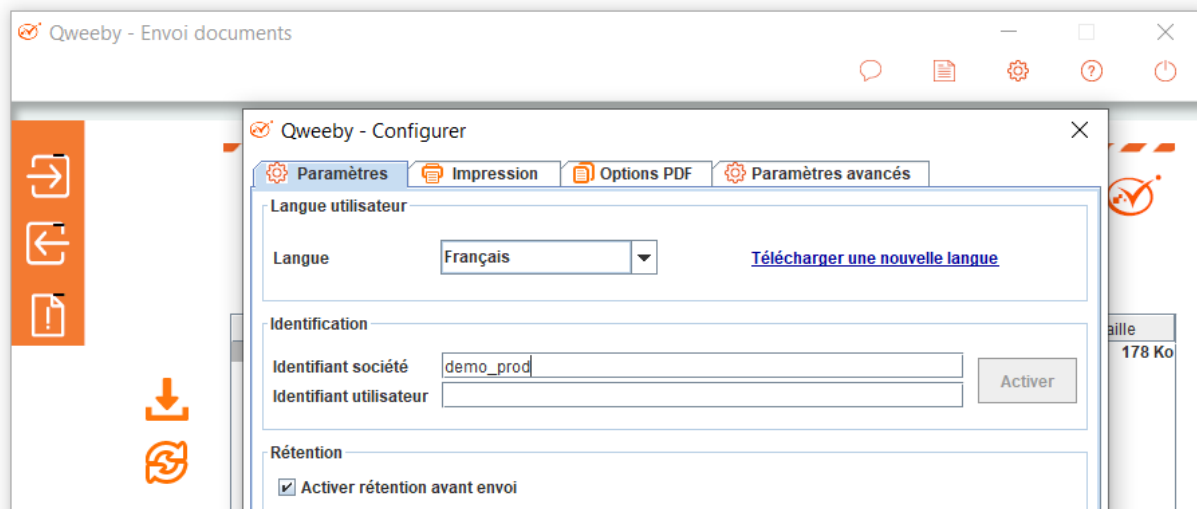 Qweeby - Envoi documents
Qweeby - Configurer
Paramètres Impression Options PDF Paramètres avancés
Langue utilisateur
Langue Français Télécharger une nouvelle langue
Identification
aille
Identifiant société demo_prod
178 Ko
Activer
Identifiant utilisateur
Rétention
Activer rétention avant envoi